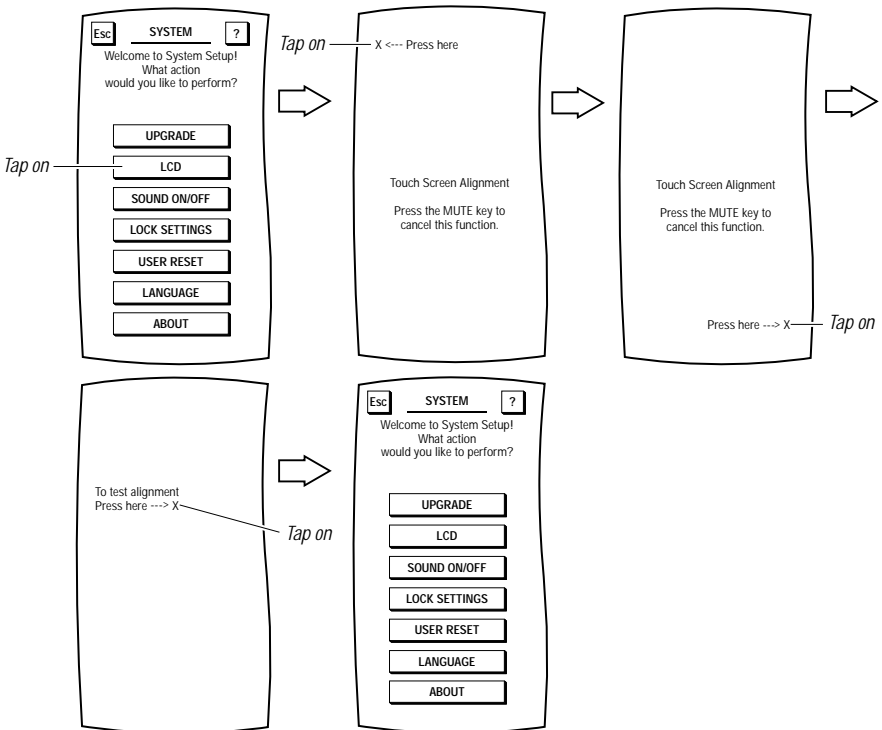 Esc SYSTEM ?
Welcome to System Setup!
What action
would you like to perform?
UPGRADE
Tap on
LCD
SOUND ON/OFF
LOCK SETTINGS
USER RESET
LANGUAGE
ABOUT
Tap on
X <--- Press here
Touch Screen Alignment
Press the MUTE key to
cancel this function.
Touch Screen Alignment
Press the MUTE key to
cancel this function.
Press here ---> X
Tap on
To test alignment
Press here ---> X
Tap on
Esc SYSTEM ?
Welcome to System Setup!
What action
would you like to perform?
UPGRADE
LCD
SOUND ON/OFF
LOCK SETTINGS
USER RESET
LANGUAGE
ABOUT